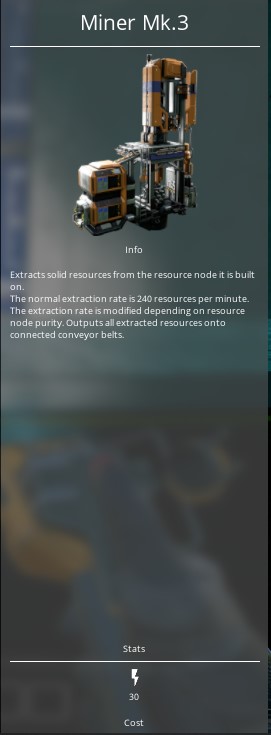 Miner Mk.3
Info
Extracts solid resources from the resource node it is built
on.
The normal extraction rate is 240 resources per minute.
The extraction rate is modified depending on resource
node purity. Outputs all extracted resources onto
connected conveyor belts.
Stats
30
Cost